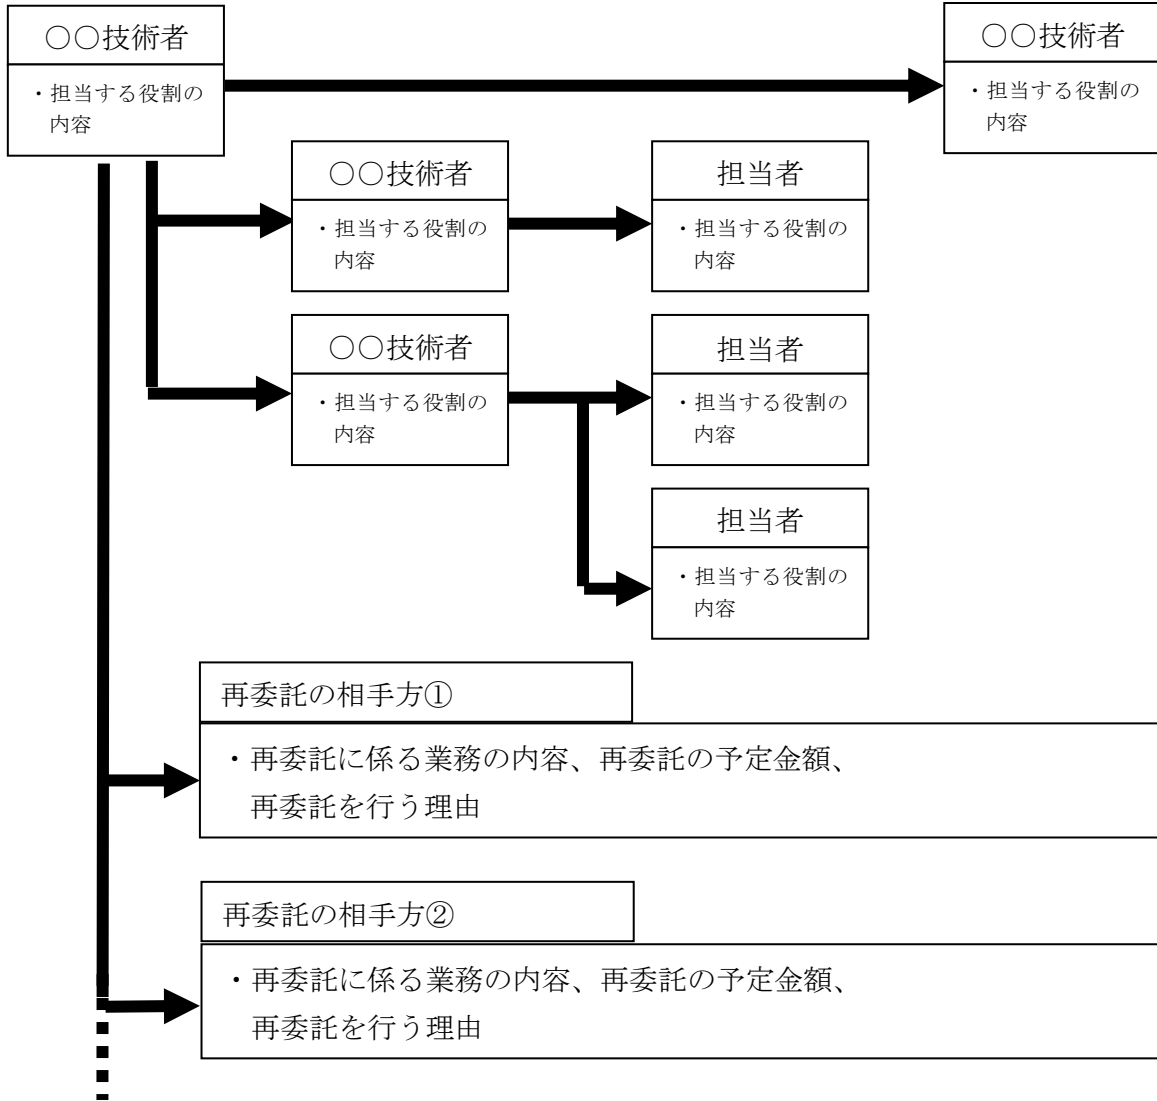 ○○技術者
・担当する役割の
内容
○○技術者
・担当する役割の
内容
○○技術者
・担当する役割の
内容
担当者
・担当する役割の
内容
○○技術者
・担当する役割の
内容
担当者
・担当する役割の
内容
担当者
・担当する役割の
内容
再委託の相手方①
・再委託に係る業務の内容、再委託の予定金額、
再委託を行う理由
再委託の相手方②
・再委託に係る業務の内容、再委託の予定金額、
再委託を行う理由